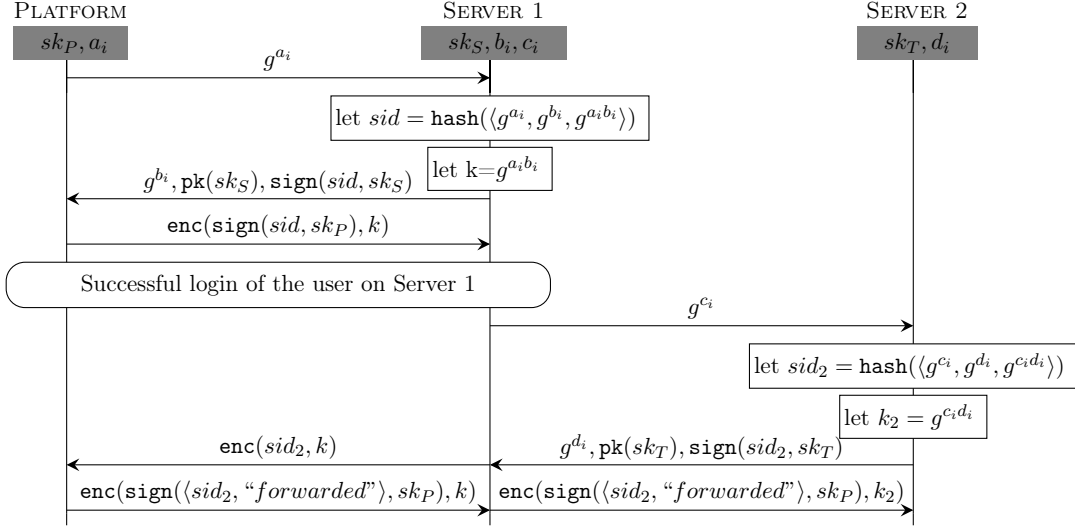 PLATFORM SERVER 1 SERVER 2
sk_P, a_i sk_S, b_i, c_i sk_T, d_i
g^{a_i}
let sid = hash(⟨g^{a_i}, g^{b_i}, g^{a_i b_i}⟩)
let k=g^{a_i b_i}
g^{b_i}, pk(sk_S), sign(sid, sk_S)
enc(sign(sid, sk_P), k)
Successful login of the user on Server 1
g^{c_i}
let sid_2 = hash(⟨g^{c_i}, g^{d_i}, g^{c_i d_i}⟩)
let k_2 = g^{c_i d_i}
enc(sid_2, k) g^{d_i}, pk(sk_T), sign(sid_2, sk_T)
enc(sign(⟨sid_2, “forwarded”⟩, sk_P), k) enc(sign(⟨sid_2, “forwarded”⟩, sk_P), k_2)